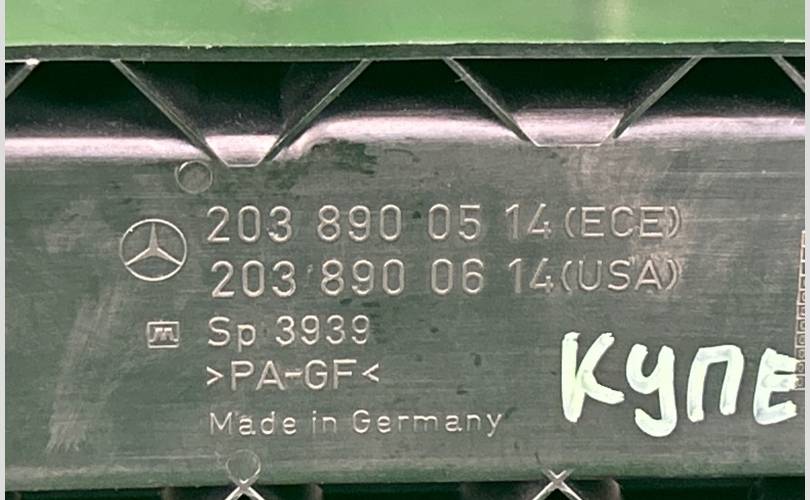 203 890 05 14 (ECE)
203 890 06 14 (USA)
Sp 3939
>PA-GF<
Made in Germany
купе